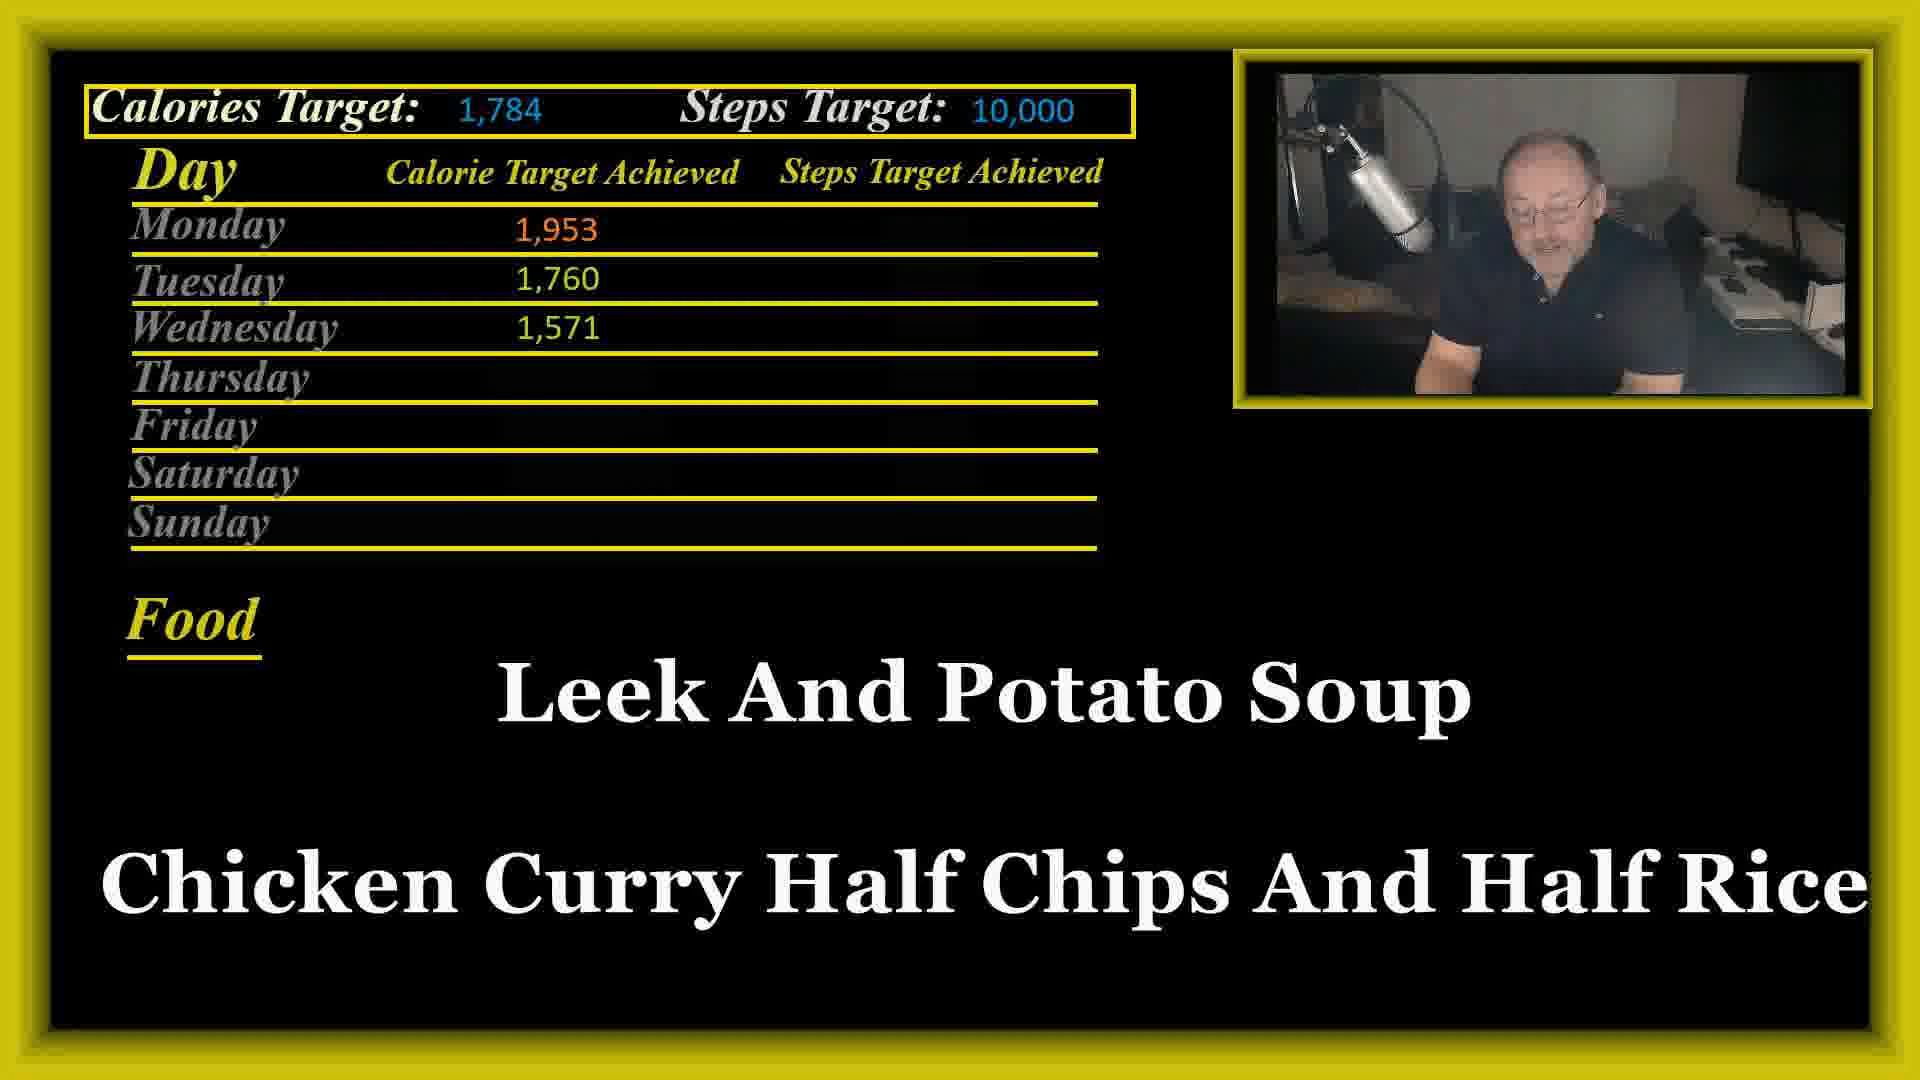 Calories Target: 1,784 Steps Target: 10,000
Day Calorie Target Achieved Steps Target Achieved
Monday 1,953
Tuesday 1,760
Wednesday 1,571
Thursday
Friday
Saturday
Sunday
Food
Leek And Potato Soup
Chicken Curry Half Chips And Half Rice